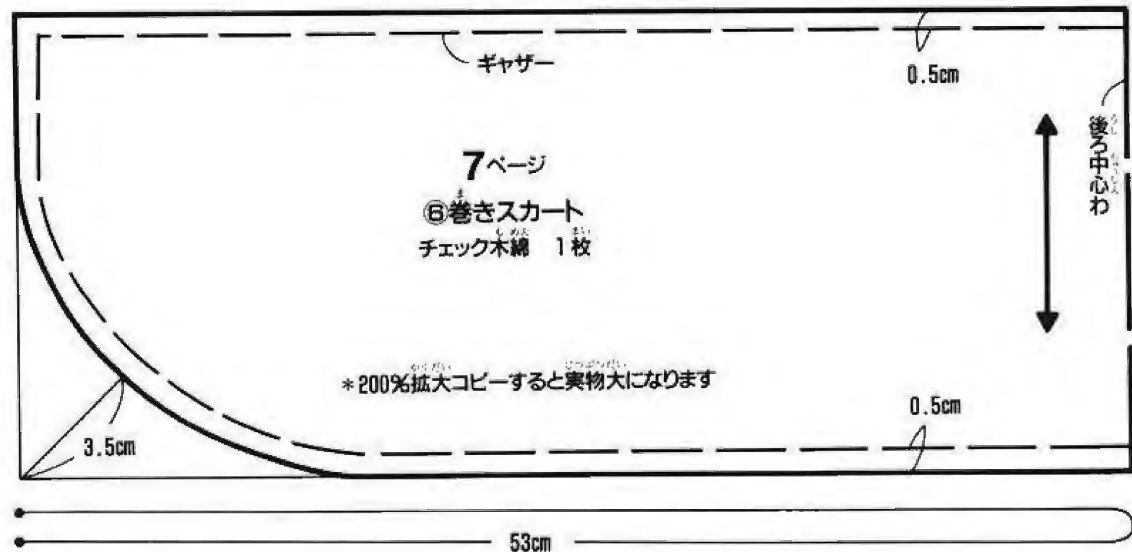 ギャザー
0.5cm
後ろ中心わ
7ページ
⑥巻きスカート
チェック木綿 1枚
*200%拡大コピーすると実物大になります
0.5cm
3.5cm
53cm